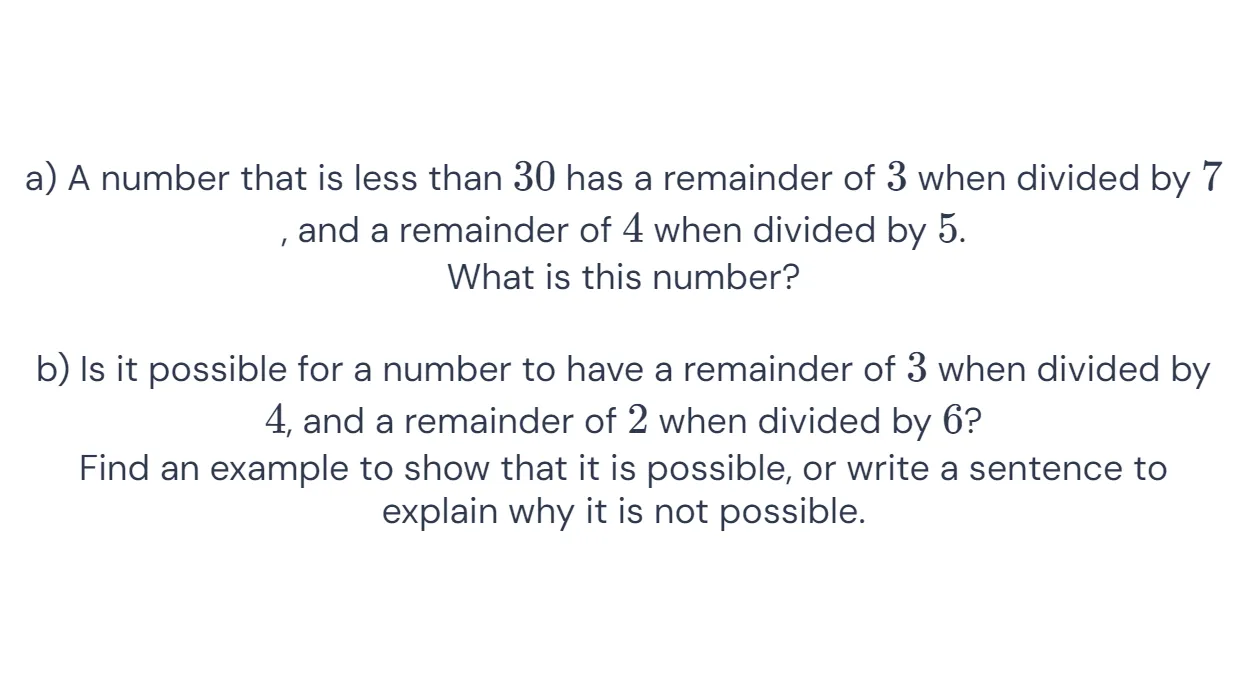 a) A number that is less than 30 has a remainder of 3 when divided by 7
, and a remainder of 4 when divided by 5.
What is this number?
b) Is it possible for a number to have a remainder of 3 when divided by
4, and a remainder of 2 when divided by 6?
Find an example to show that it is possible, or write a sentence to
explain why it is not possible.